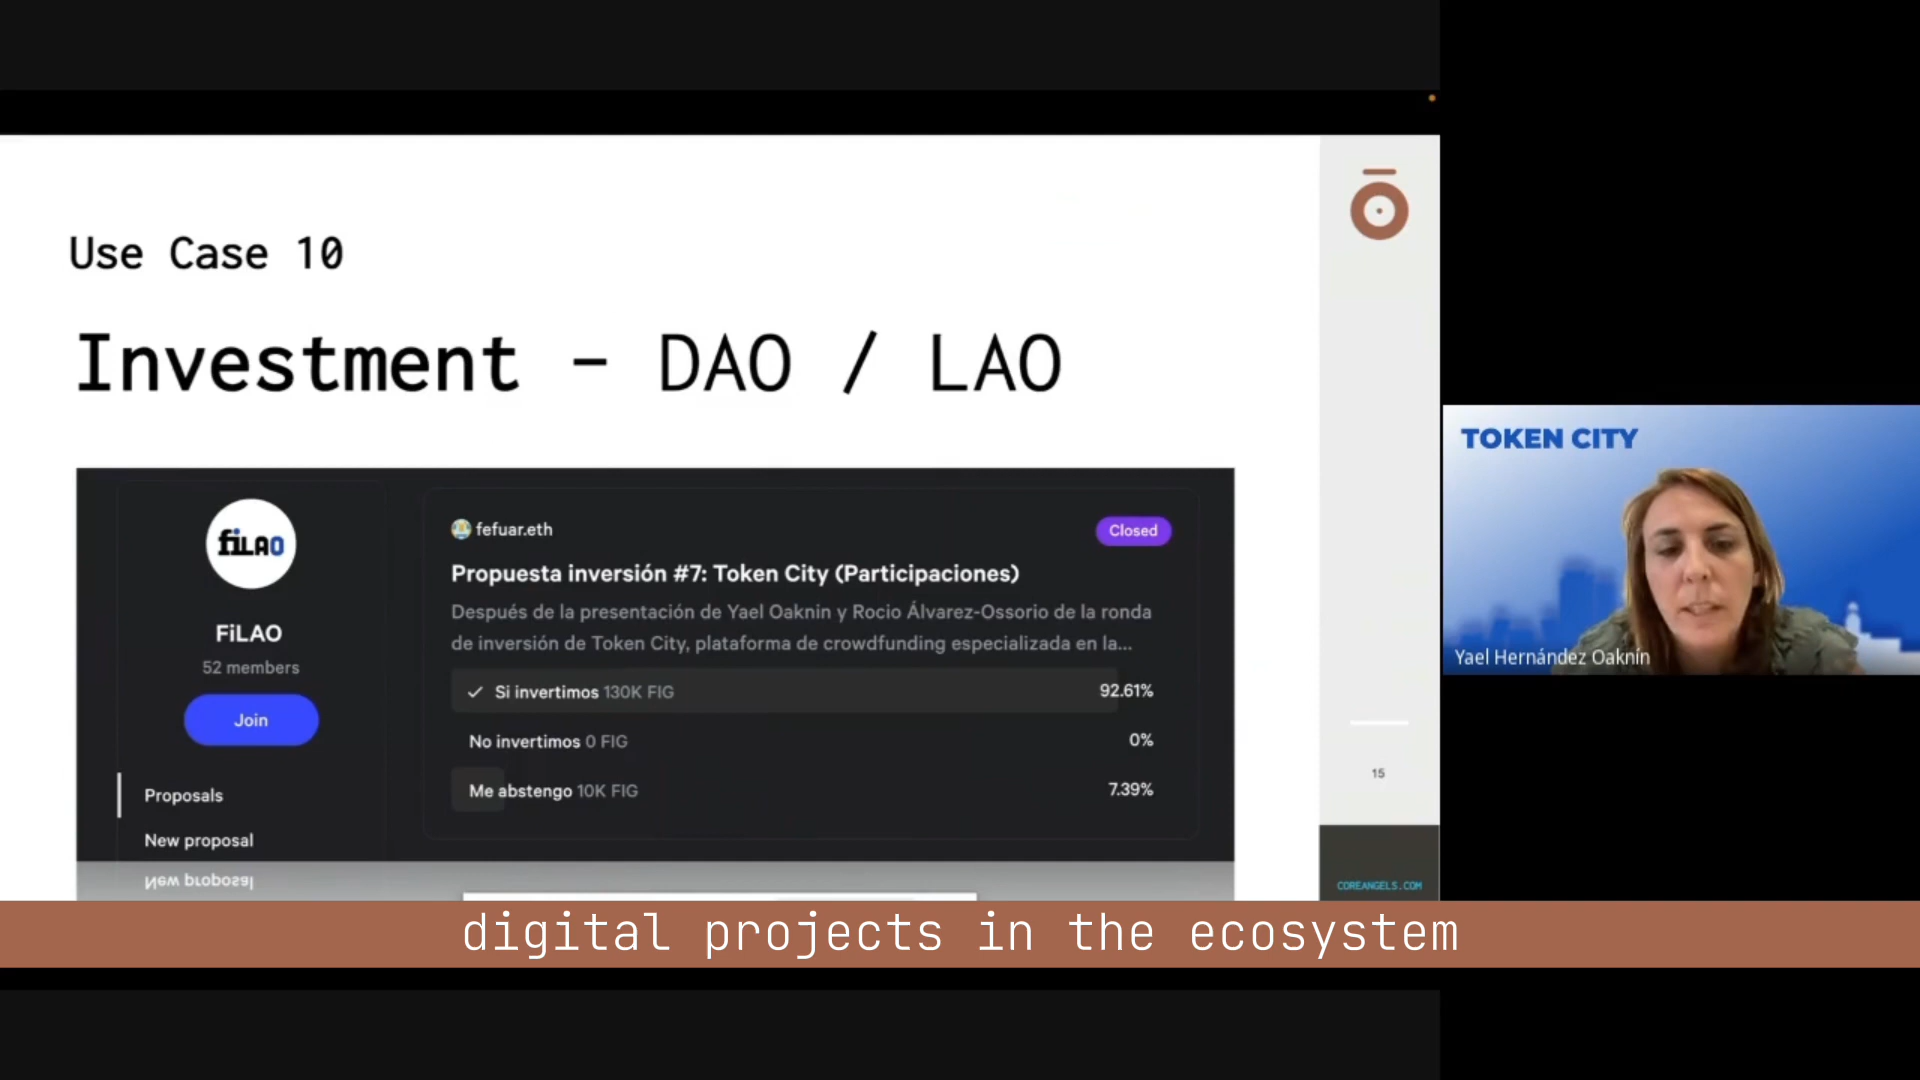 Use Case 10
Investment - DAO / LAO
fiLAO
FiLAO
52 members
Join
Proposals
New proposal
New proposal
fefuar.eth
Closed
Propuesta inversión #7: Token City (Participaciones)
Después de la presentación de Yael Oaknin y Rocio Álvarez-Ossorio de la ronda
de inversión de Token City, plataforma de crowdfunding especializada en la...
Si invertimos 130K FIG 92.61%
No invertimos 0 FIG 0%
Me abstengo 10K FIG 7.39%
15
COREANGELS.COM
TOKEN CITY
Yael Hernández Oaknín
digital projects in the ecosystem